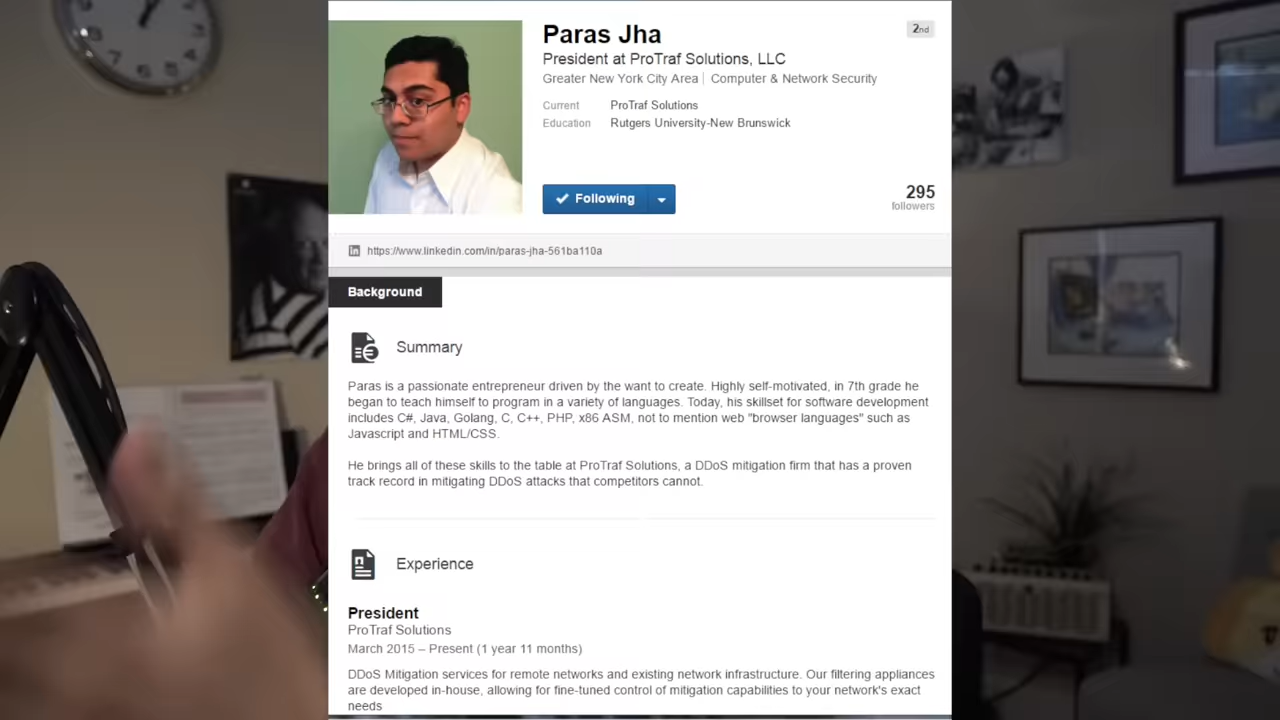 Paras Jha
2nd
President at ProTraf Solutions, LLC
Greater New York City Area | Computer & Network Security
Current ProTraf Solutions
Education Rutgers University-New Brunswick
Following
295
followers
in https://www.linkedin.com/in/paras-jha-561ba110a
Background
Summary
Paras is a passionate entrepreneur driven by the want to create. Highly self-motivated, in 7th grade he
began to teach himself to program in a variety of languages. Today, his skillset for software development
includes C#, Java, Golang, C, C++, PHP, x86 ASM, not to mention web "browser languages" such as
Javascript and HTML/CSS.
He brings all of these skills to the table at ProTraf Solutions, a DDoS mitigation firm that has a proven
track record in mitigating DDoS attacks that competitors cannot.
Experience
President
ProTraf Solutions
March 2015 – Present (1 year 11 months)
DDoS Mitigation services for remote networks and existing network infrastructure. Our filtering appliances
are developed in-house, allowing for fine-tuned control of mitigation capabilities to your network's exact
needs